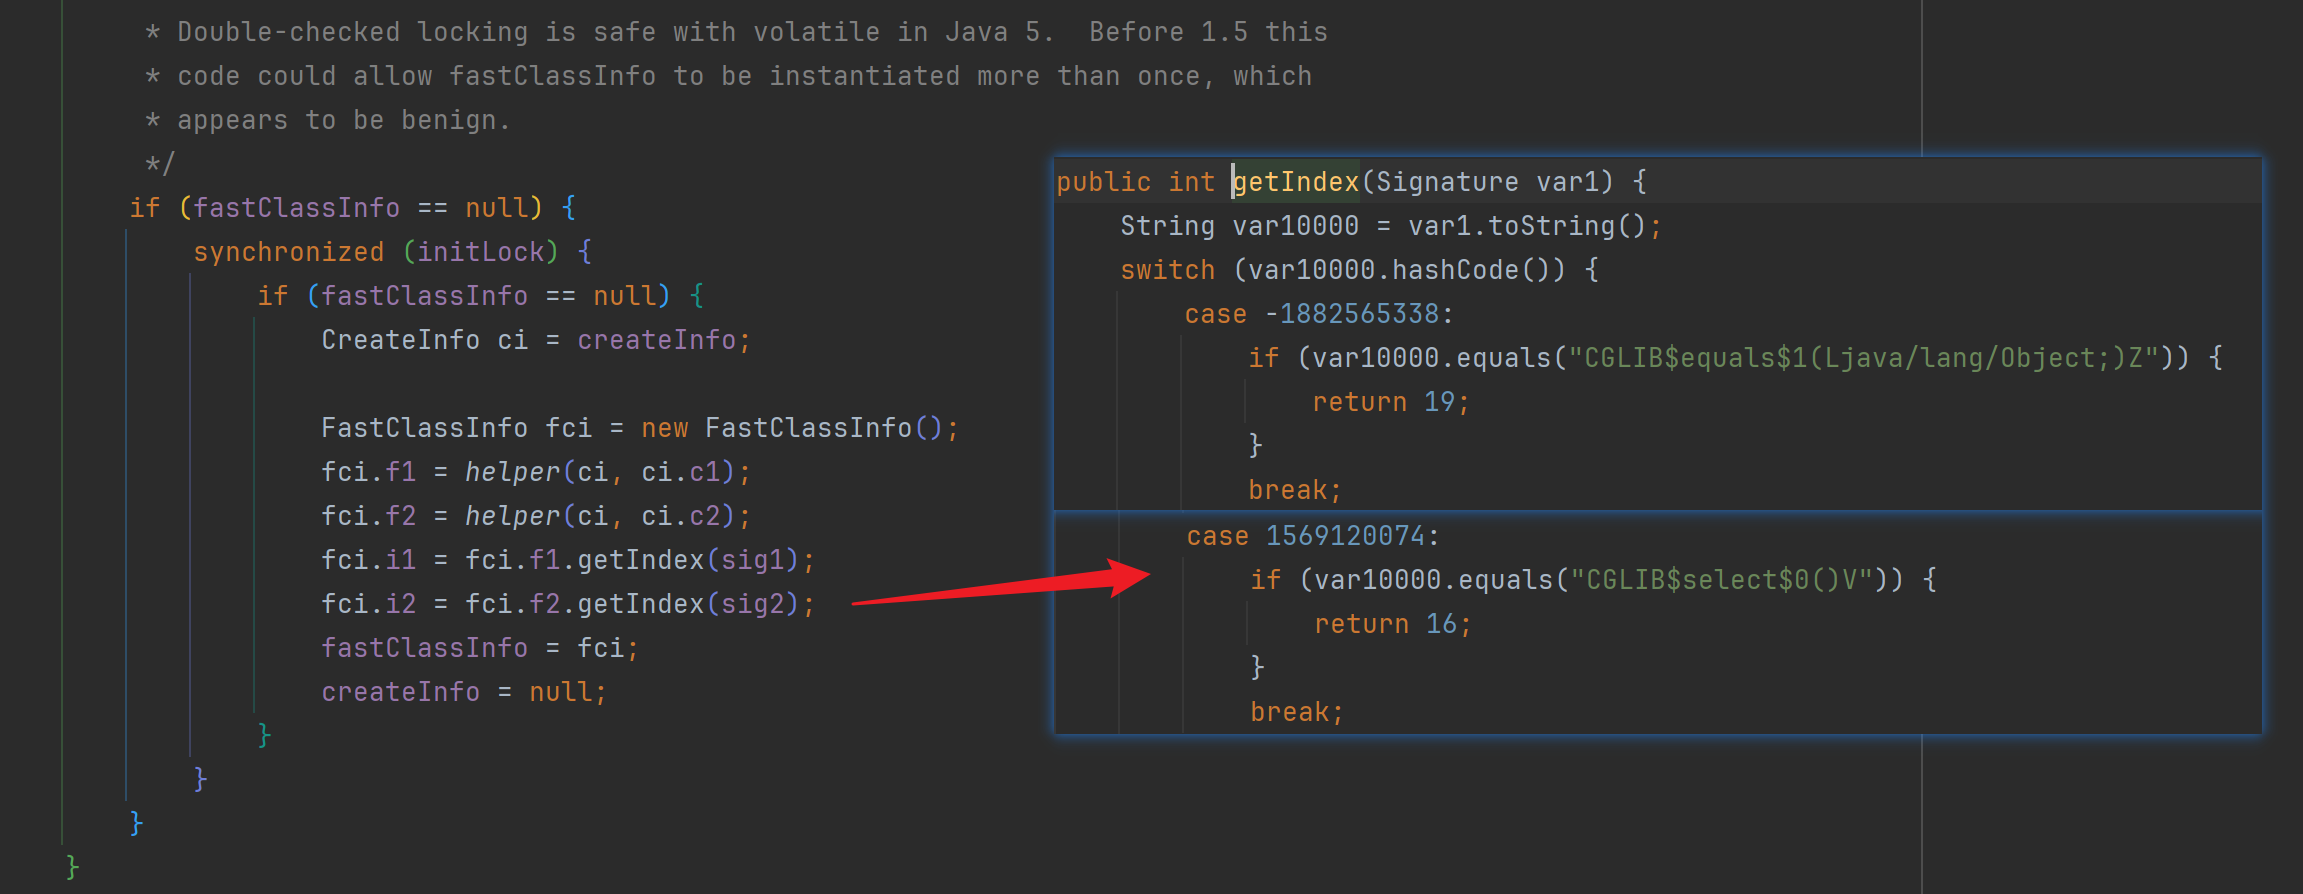 * Double-checked locking is safe with volatile in Java 5.  Before 1.5 this
* code could allow fastClassInfo to be instantiated more than once, which
* appears to be benign.
*/
if (fastClassInfo == null) {
synchronized (initLock) {
if (fastClassInfo == null) {
CreateInfo ci = createInfo;
FastClassInfo fci = new FastClassInfo();
fci.f1 = helper(ci, ci.c1);
fci.f2 = helper(ci, ci.c2);
fci.i1 = fci.f1.getIndex(sig1);
fci.i2 = fci.f2.getIndex(sig2);
fastClassInfo = fci;
createInfo = null;
}
}
}
}
public int getIndex(Signature var1) {
String var10000 = var1.toString();
switch (var10000.hashCode()) {
case -1882565338:
if (var10000.equals("CGLIB$equals$1(Ljava/lang/Object;)Z")) {
return 19;
}
break;
case 1569120074:
if (var10000.equals("CGLIB$select$0()V")) {
return 16;
}
break;